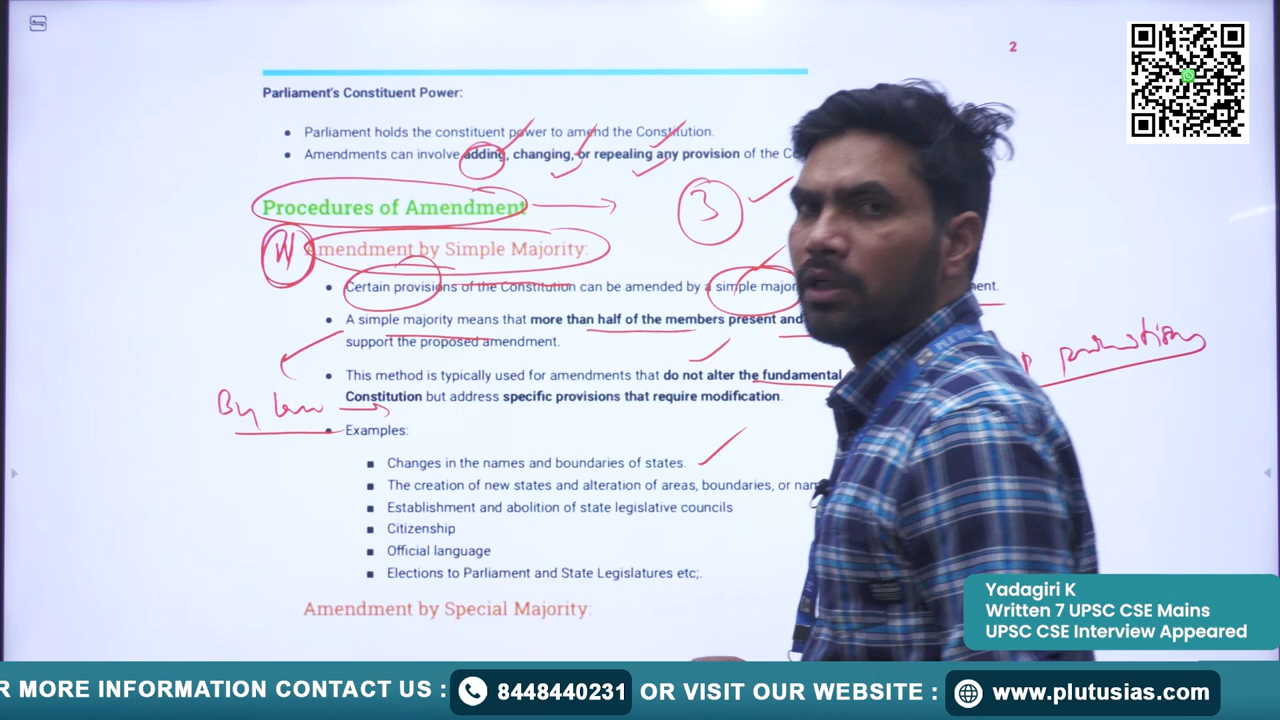 2
Parliament's Constituent Power:
Parliament holds the constituent power to amend the Constitution.
Amendments can involve adding, changing, or repealing any provision of the
Procedures of Amendment
3
Amendment by Simple Majority:
Certain provisions of the Constitution can be amended by a simple
A simple majority means that more than half of the members present and
support the proposed amendment.
This method is typically used for amendments that do not alter the fundamental
Constitution but address specific provisions that require modification.
By law
Examples:
Changes in the names and boundaries of states.
The creation of new states and alteration of areas, boundaries, or
Establishment and abolition of state legislative councils
Citizenship
Official language
Elections to Parliament and State Legislatures etc;.
Amendment by Special Majority:
Yadagiri K
Written 7 UPSC CSE Mains
UPSC CSE Interview Appeared
R MORE INFORMATION CONTACT US : 8448440231 OR VISIT OUR WEBSITE : www.plutusias.com